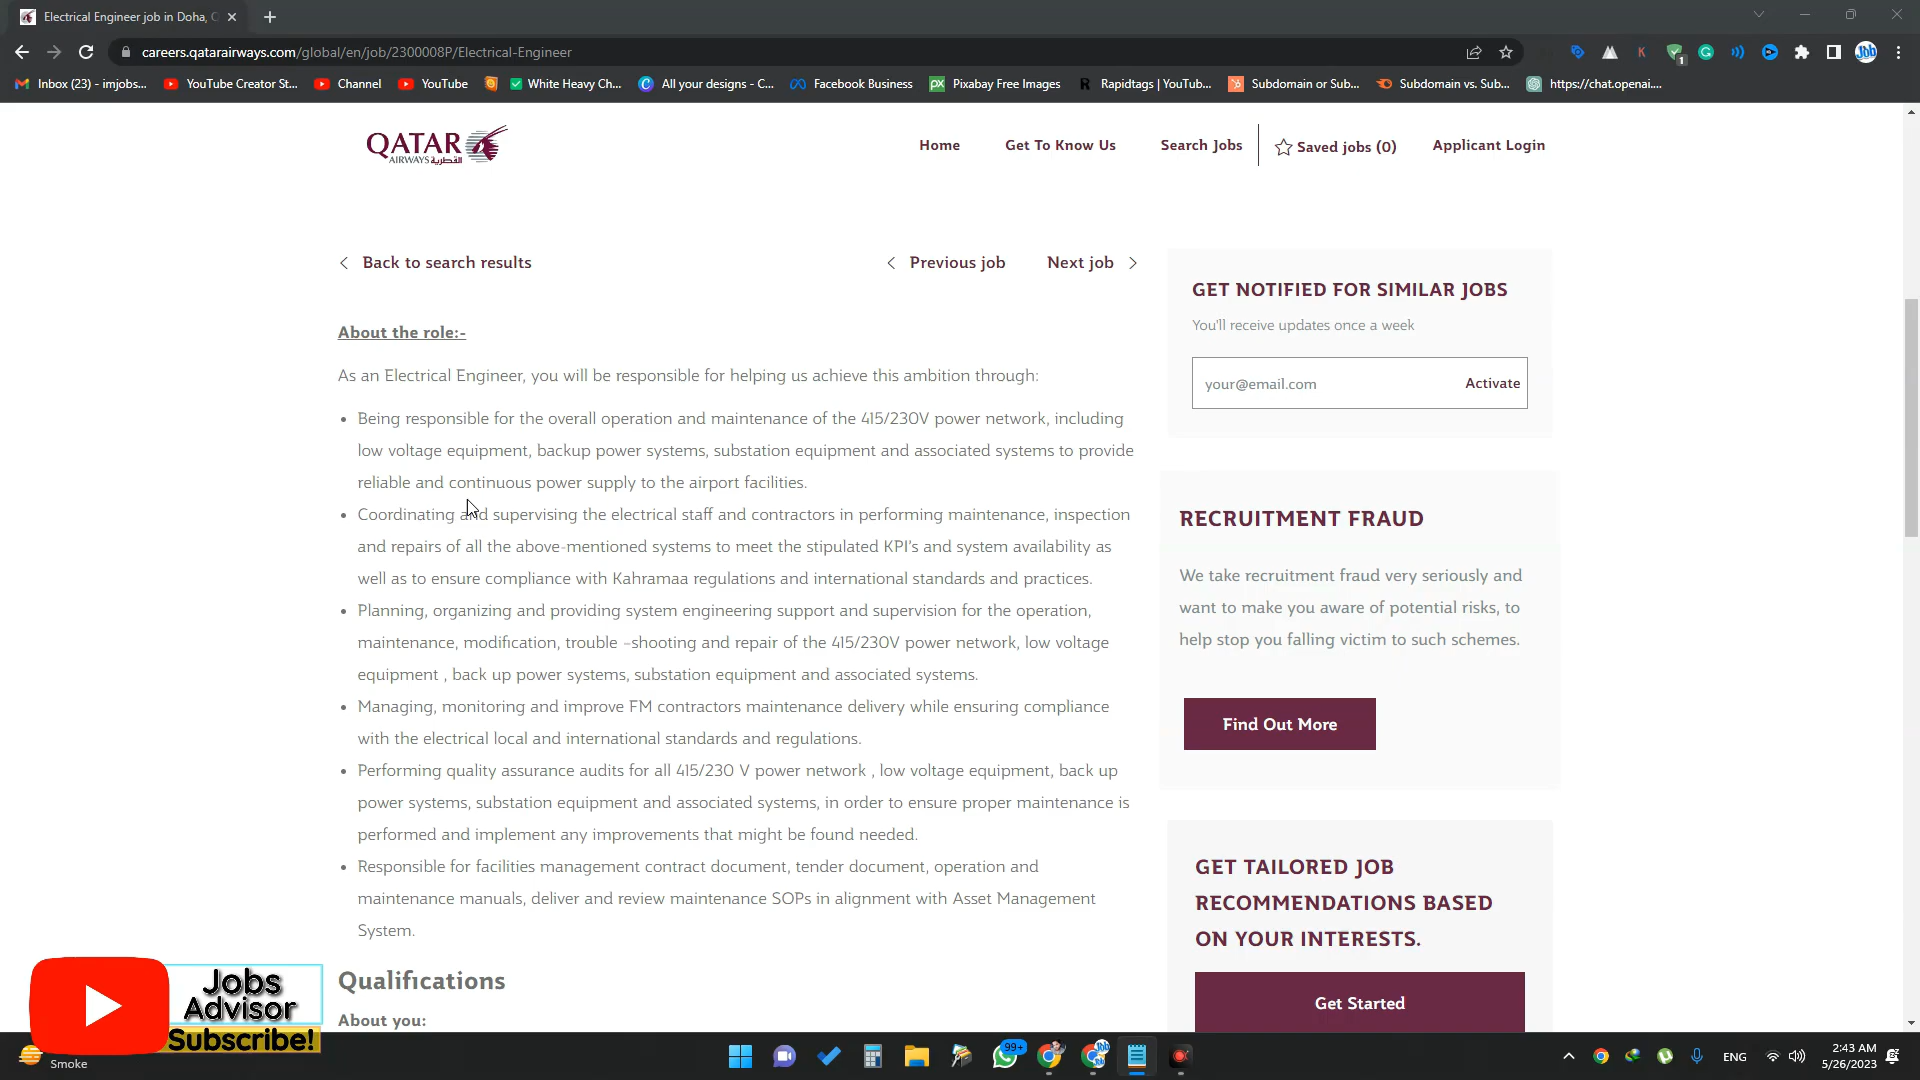 Electrical Engineer job in Doha,
careers.qatarairways.com/global/en/job/2300008P/Electrical-Engineer
Inbox (23) - imjobs...
YouTube Creator St...
Channel
YouTube
White Heavy Ch...
All your designs - C...
Facebook Business
Pixabay Free Images
Rapidtags | YouTub...
Subdomain or Sub...
Subdomain vs. Sub...
https://chat.openai....
QATAR
AIRWAYS القطرية
Home
Get To Know Us
Search Jobs
Saved jobs (0)
Applicant Login
Back to search results
Previous job
Next job
About the role:-
As an Electrical Engineer, you will be responsible for helping us achieve this ambition through:
• Being responsible for the overall operation and maintenance of the 415/230V power network, including
low voltage equipment, backup power systems, substation equipment and associated systems to provide
reliable and continuous power supply to the airport facilities.
• Coordinating and supervising the electrical staff and contractors in performing maintenance, inspection
and repairs of all the above-mentioned systems to meet the stipulated KPI's and system availability as
well as to ensure compliance with Kahramaa regulations and international standards and practices.
• Planning, organizing and providing system engineering support and supervision for the operation,
maintenance, modification, trouble –shooting and repair of the 415/230V power network, low voltage
equipment , back up power systems, substation equipment and associated systems.
• Managing, monitoring and improve FM contractors maintenance delivery while ensuring compliance
with the electrical local and international standards and regulations.
• Performing quality assurance audits for all 415/230 V power network , low voltage equipment, back up
power systems, substation equipment and associated systems, in order to ensure proper maintenance is
performed and implement any improvements that might be found needed.
• Responsible for facilities management contract document, tender document, operation and
maintenance manuals, deliver and review maintenance SOPs in alignment with Asset Management
System.
Qualifications
About you:
GET NOTIFIED FOR SIMILAR JOBS
You'll receive updates once a week
your@email.com
Activate
RECRUITMENT FRAUD
We take recruitment fraud very seriously and
want to make you aware of potential risks, to
help stop you falling victim to such schemes.
Find Out More
GET TAILORED JOB
RECOMMENDATIONS BASED
ON YOUR INTERESTS.
Get Started
Jobs
Advisor
Subscribe!
Smoke
99+
ENG
2:43 AM
5/26/2023